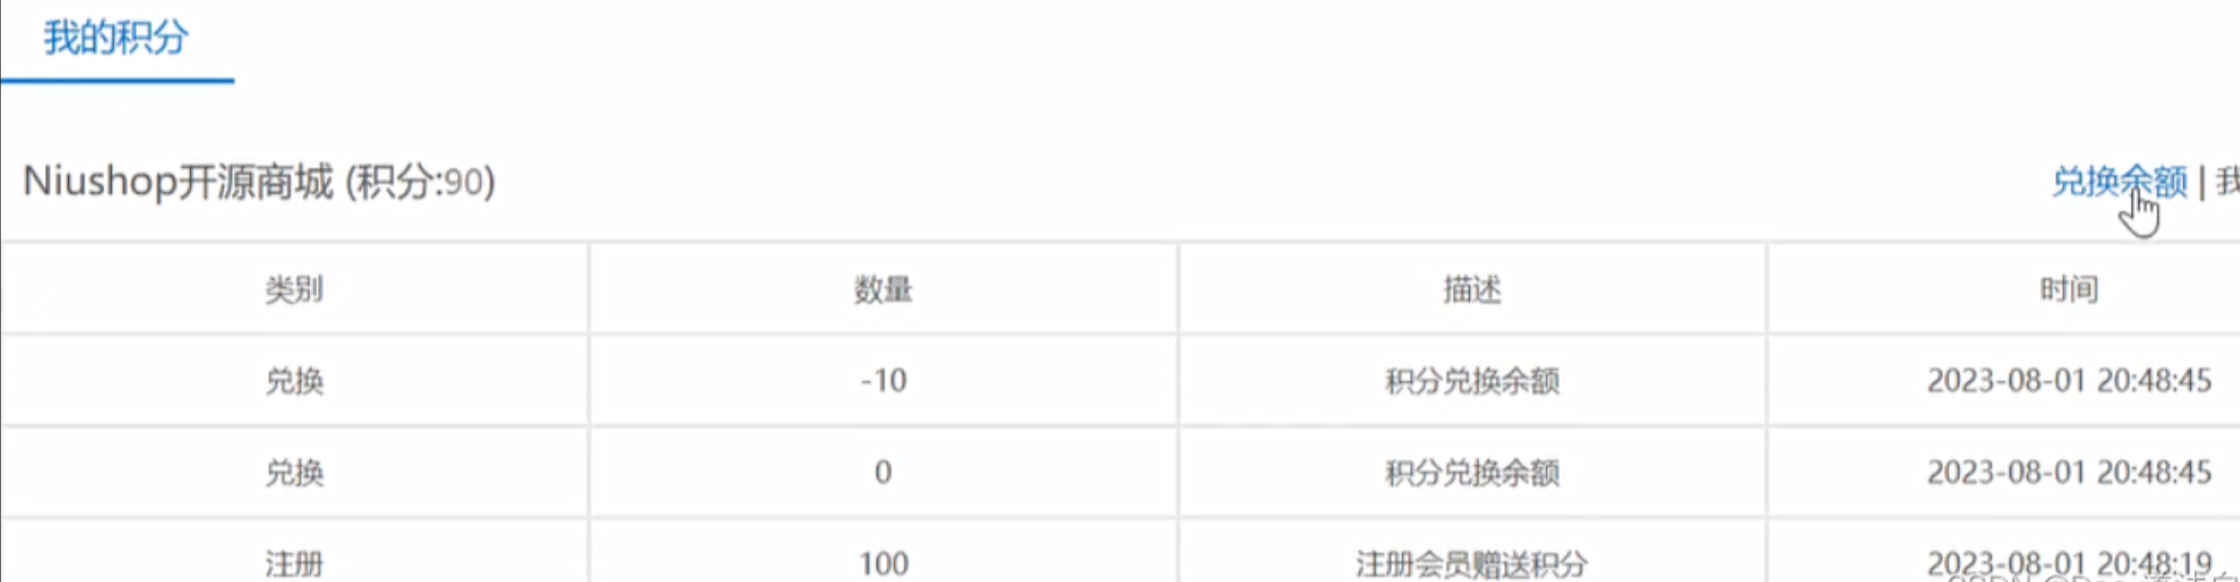 我的积分
Niushop开源商城 (积分:90) 兑换余额 | 我
类别 数量 描述 时间
兑换 -10 积分兑换余额 2023-08-01 20:48:45
兑换 0 积分兑换余额 2023-08-01 20:48:45
注册 100 注册会员赠送积分 2023-08-01 20:48:19